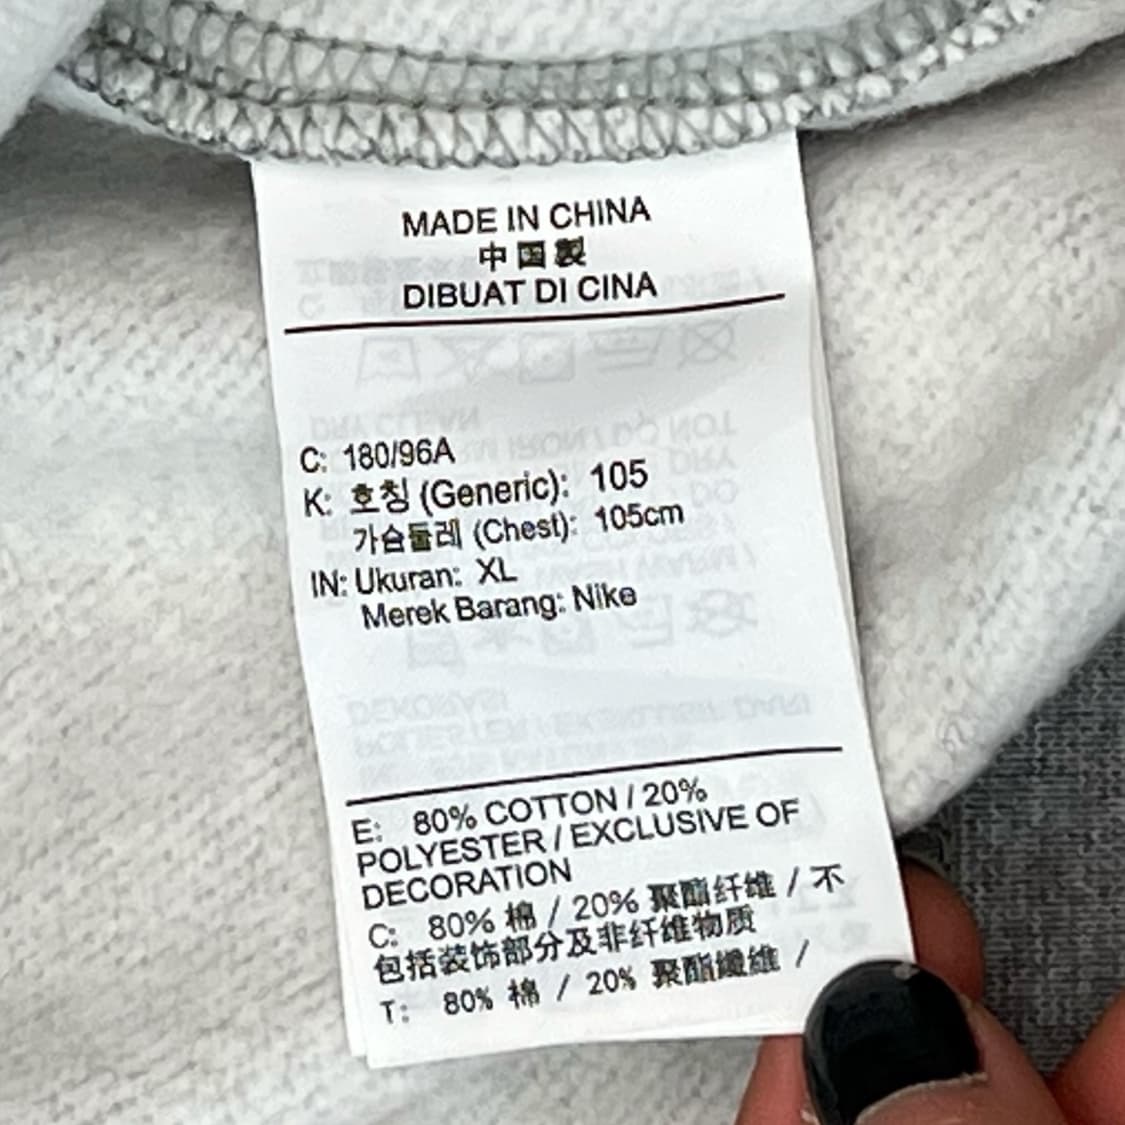 MADE IN CHINA
中国製
DIBUAT DI CINA
C: 180/96A
K: 호칭 (Generic): 105
가슴둘레 (Chest): 105cm
IN: Ukuran: XL
Merek Barang: Nike
E: 80% COTTON / 20%
POLYESTER / EXCLUSIVE OF
DECORATION
C: 80% 棉 / 20% 聚酯纤维 / 不
包括装饰部分及非纤维物质
T: 80% 棉 / 20% 聚酯纖維 /